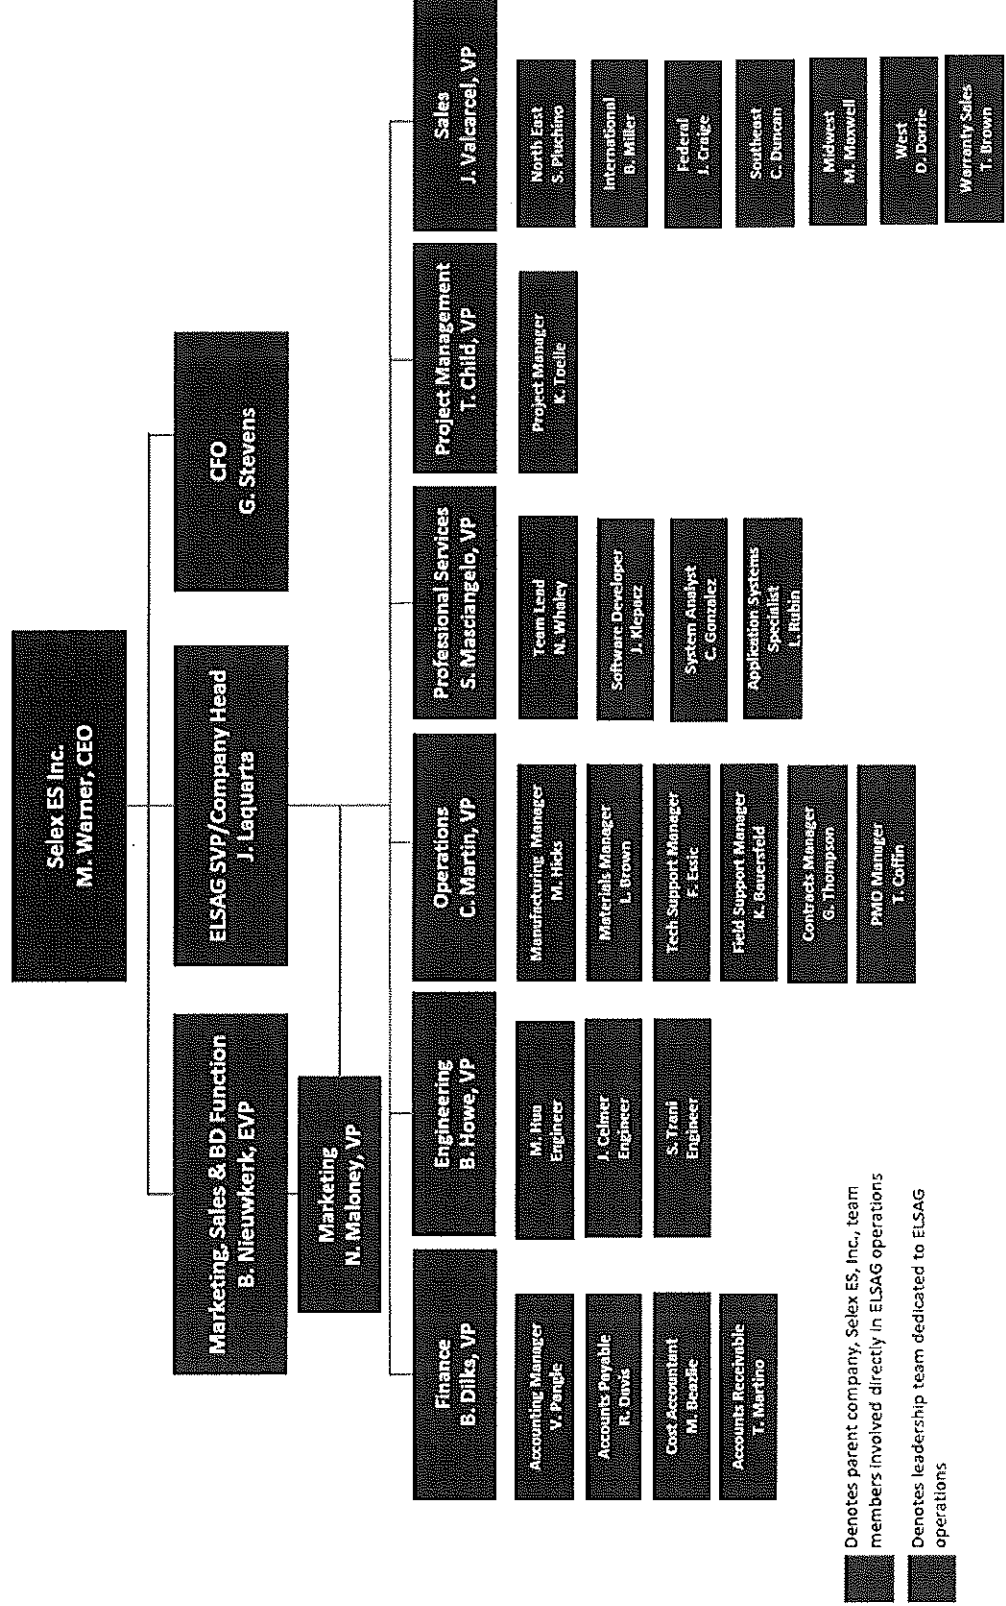 Selex ES Inc.
M. Warner, CEO
Marketing, Sales & BD Function
B. Nieuwkerk, EVP
ELSAG SVP/Company Head
J. Laquarta
CFO
G. Stevens
Marketing
N. Maloney, VP
Finance
B. Dilks, VP
Engineering
B. Howe, VP
Operations
C. Martin, VP
Professional Services
S. Masciangelo, VP
Project Management
T. Child, VP
Sales
J. Valcarcel, VP
Accounting Manager
V. Pangle
Accounts Payable
R. Davis
Cost Accountant
M. Beadle
Accounts Receivable
T. Martino
M. Hua
Engineer
J. Celmer
Engineer
S. Trani
Engineer
Manufacturing Manager
M. Hicks
Materials Manager
L. Brown
Tech Support Manager
F. Essic
Field Support Manager
K. Bauersfeld
Contracts Manager
G. Thompson
PMO Manager
T. Coffin
Team Lead
N. Whaley
Software Developer
J. Klepacz
System Analyst
C. Gonzalez
Application Systems
Specialist
L. Rubin
Project Manager
K. Toelle
North East
S. Pluchino
International
B. Miller
Federal
J. Craige
Southeast
C. Duncan
Midwest
M. Maxwell
West
D. Dorrie
Warranty Sales
T. Brown
Denotes parent company, Selex ES, Inc., team
members involved directly in ELSAG operations
Denotes leadership team dedicated to ELSAG
operations